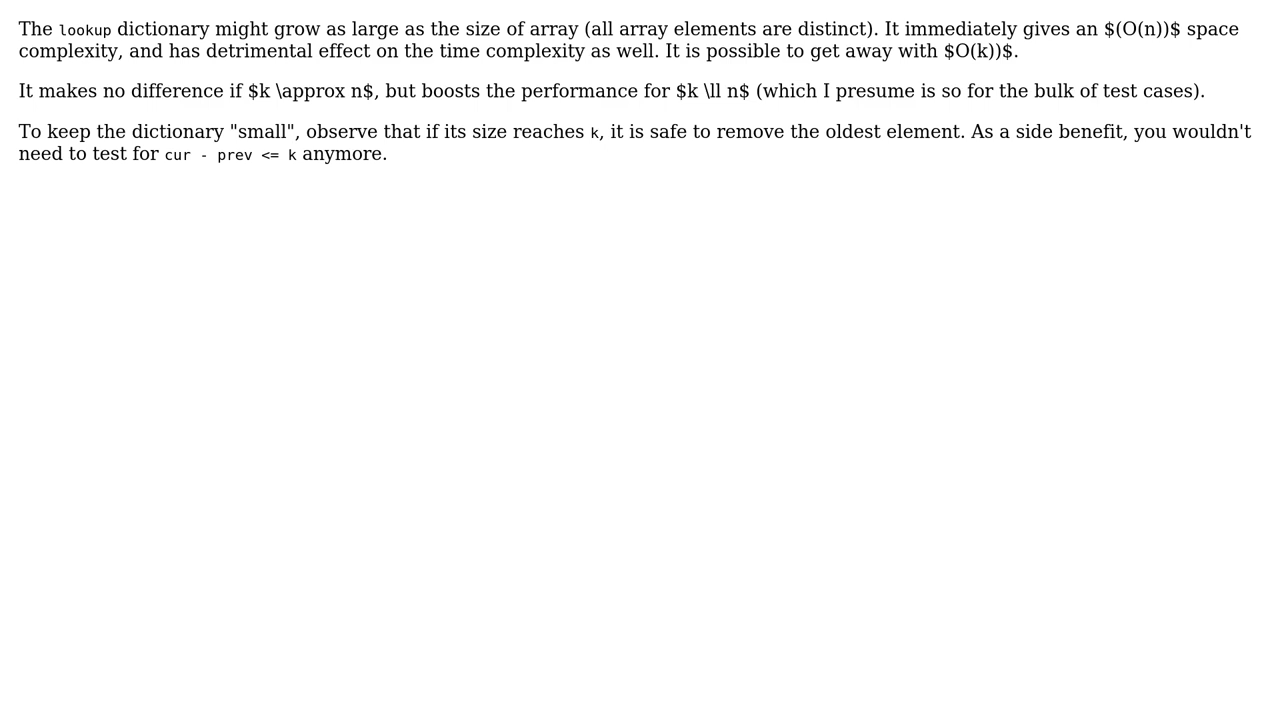 The lookup dictionary might grow as large as the size of array (all array elements are distinct). It immediately gives an $(O(n))$ space
complexity, and has detrimental effect on the time complexity as well. It is possible to get away with $O(k))$.
It makes no difference if $k \approx n$, but boosts the performance for $k \ll n$ (which I presume is so for the bulk of test cases).
To keep the dictionary "small", observe that if its size reaches k, it is safe to remove the oldest element. As a side benefit, you wouldn't
need to test for cur - prev <= k anymore.